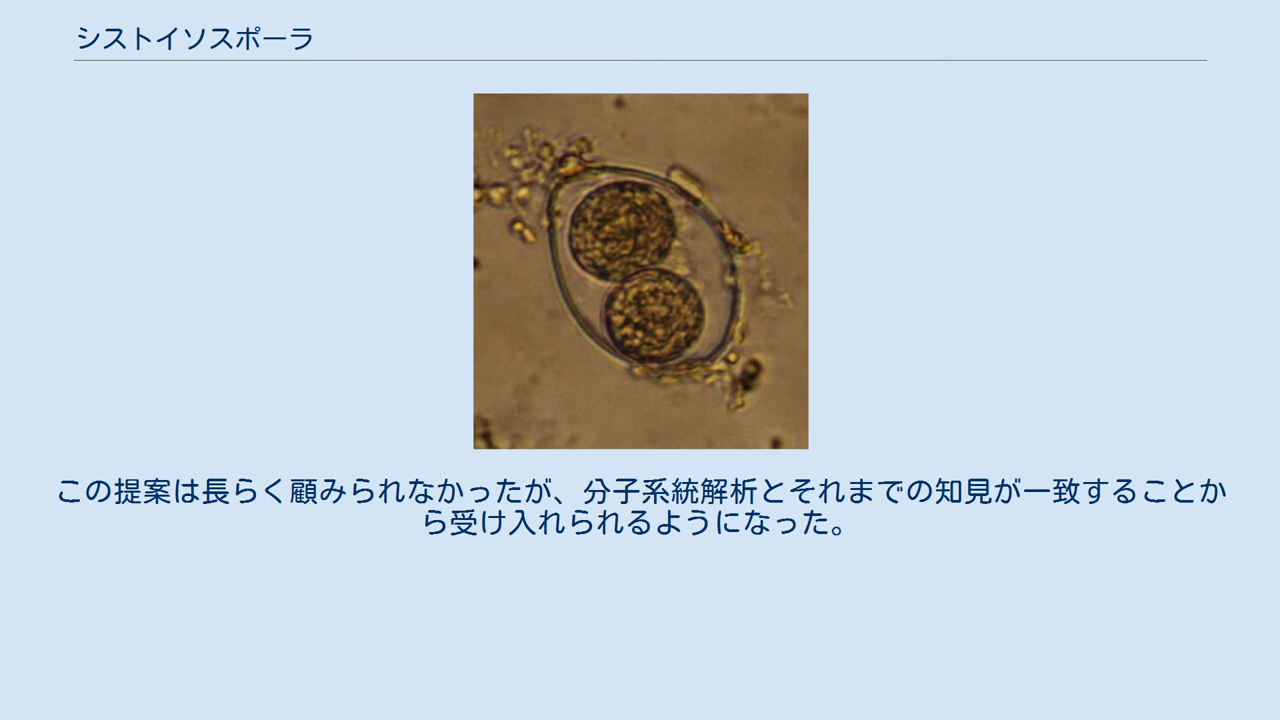 シストイソスポーラ
この提案は長らく顧みられなかったが、分子系統解析とそれまでの知見が一致することか
ら受け入れられるようになった。